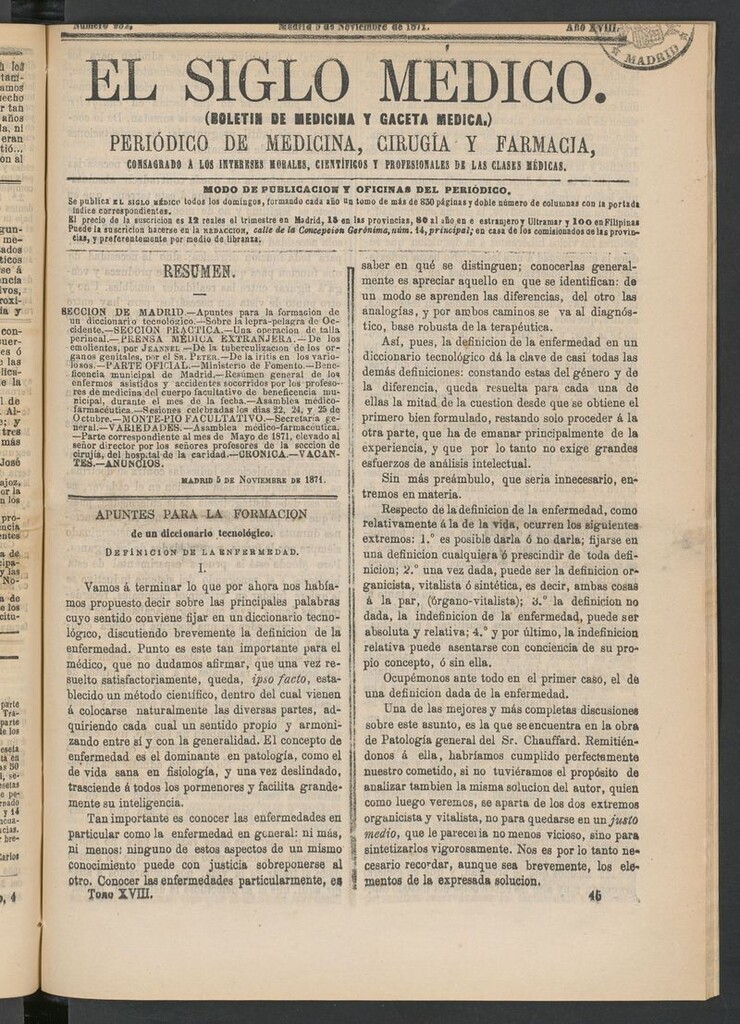 Madrid 5 de Noviembre de 1871.
Año XVIII.
MADRID
EL SIGLO MÉDICO.
(BOLETIN DE MEDICINA Y GACETA MEDICA.)
PERIÓDICO DE MEDICINA, CIRUGÍA Y FARMACIA,
CONSAGRADO A LOS INTERESES MORALES, CIENTÍFICOS Y PROFESIONALES DE LAS CLASES MÉDICAS.
MODO DE PUBLICACION Y OFICINAS DEL PERIÓDICO.
Se publica EL SIGLO MÉDICO todos los domingos, formando cada año un tomo de más de 830 páginas y doble número de columnas con la portada
índice correspondientes.
El precio de la suscricion es 12 reales el trimestre en Madrid, 15 en las provincias, 80 al año en e estranjero y Ultramar y 100 en Filipinas
Puede la suscricion hacerse en la REDACCION, calle de la Concepcion Gerónima, núm. 14, principal; en casa de los comisionados de las provin-
cias, y preferentemente por medio de libranza.
RESUMEN.
SECCION DE MADRID.—Apuntes para la formacion de
un diccionario tecnológico.—Sobre la lepra-pelagra de Oc-
cidente.—SECCION PRACTICA.—Una operacion de talla
perineal.—PRENSA MÉDICA EXTRANJERA.—De los
emolientes, por JEANNEL.—De la tuberculizacion de los or-
ganos genitales, por el SR. PETER.—De la iritis en los vario-
losos.—PARTE OFICIAL.—Ministerio de Fomento.—Bene-
ficencia municipal de Madrid.—Resúmen general de los
enfermos asistidos y accidentes socorridos por los profeso-
res de medicina del cuerpo facultativo de beneficencia mu-
nicipal, durante el mes de la fecha.—Asamblea médico-
farmacéutica.—Sesiones celebradas los dias 22, 24, y 25 de
Octubre.—MONTE-PIO FACULTATIVO.—Secretaría ge-
neral.—VARIEDADES.—Asamblea médico-farmacéutica.
—Parte correspondiente al mes de Mayo de 1871, elevado al
señor director por los señores profesores de la seccion de
cirujía, del hospital de la caridad.—CRONICA.—VACAN-
TES.—ANUNCIOS.
MADRID 5 DE NOVIEMBRE DE 1871.
APUNTES PARA LA FORMACION
de un diccionario tecnológico.
DEFINICION DE LA ENFERMEDAD.
I.
Vamos á terminar lo que por ahora nos había-
mos propuesto decir sobre las principales palabras
cuyo sentido conviene fijar en un diccionario tecno-
lógico, discutiendo brevemente la definicion de la
enfermedad. Punto es este tan importante para el
médico, que no dudamos afirmar, que una vez re-
suelto satisfactoriamente, queda, ipso facto, esta-
blecido un método científico, dentro del cual vienen
á colocarse naturalmente las diversas partes, ad-
quiriendo cada cual un sentido propio y armoni-
zando entre sí y con la generalidad. El concepto de
enfermedad es el dominante en patología, como el
de vida sana en fisiología, y una vez deslindado,
trasciende á todos los pormenores y facilita grande-
mente su inteligencia.
Tan importante es conocer las enfermedades en
particular como la enfermedad en general: ni más,
ni menos: ninguno de estos aspectos de un mismo
conocimiento puede con justicia sobreponerse al
otro. Conocer las enfermedades particularmente, es
TOMO XVIII.
saber en qué se distinguen; conocerlas general-
mente es apreciar aquello en que se identifican: de
un modo se aprenden las diferencias, del otro las
analogías, y por ambos caminos se va al diagnós-
tico, base robusta de la terapéutica.
Así, pues, la definicion de la enfermedad en un
diccionario tecnológico dá la clave de casi todas las
demás definiciones: constando estas del género y de
la diferencia, queda resuelta para cada una de
ellas la mitad de la cuestion desde que se obtiene el
primero bien formulado, restando solo proceder á la
otra parte, que ha de emanar principalmente de la
experiencia, y que por lo tanto no exige grandes
esfuerzos de análisis intelectual.
Sin más preámbulo, que seria innecesario, en-
tremos en materia.
Respecto de la definicion de la enfermedad, como
relativamente á la de la vida, ocurren los siguientes
extremos: 1.° es posible darla ó no darla; fijarse en
una definicion cualquiera ó prescindir de toda defi-
nicion; 2.° una vez dada, puede ser la definicion or-
ganicista, vitalista ó sintética, es decir, ambas cosas
á la par, (órgano-vitalista); 3.° la definicion no
dada, la indefinicion de la enfermedad, puede ser
absoluta y relativa; 4.° y por último, la indefinicion
relativa puede asentarse con conciencia de su pro-
pio concepto, ó sin ella.
Ocupémonos ante todo en el primer caso, el de
una definicion dada de la enfermedad.
Una de las mejores y más completas discusiones
sobre este asunto, es la que se encuentra en la obra
de Patología general del Sr. Chauffard. Remitién-
donos á ella, habríamos cumplido perfectamente
nuestro cometido, si no tuviéramos el propósito de
analizar tambien la misma solucion del autor, quien
como luego veremos, se aparta de los dos extremos
organicista y vitalista, no para quedarse en un justo
medio, que le pareceria no menos vicioso, sino para
sintetizarlos vigorosamente. Nos es por lo tanto ne-
cesario recordar, aunque sea brevemente, los ele-
mentos de la expresada solucion.
45